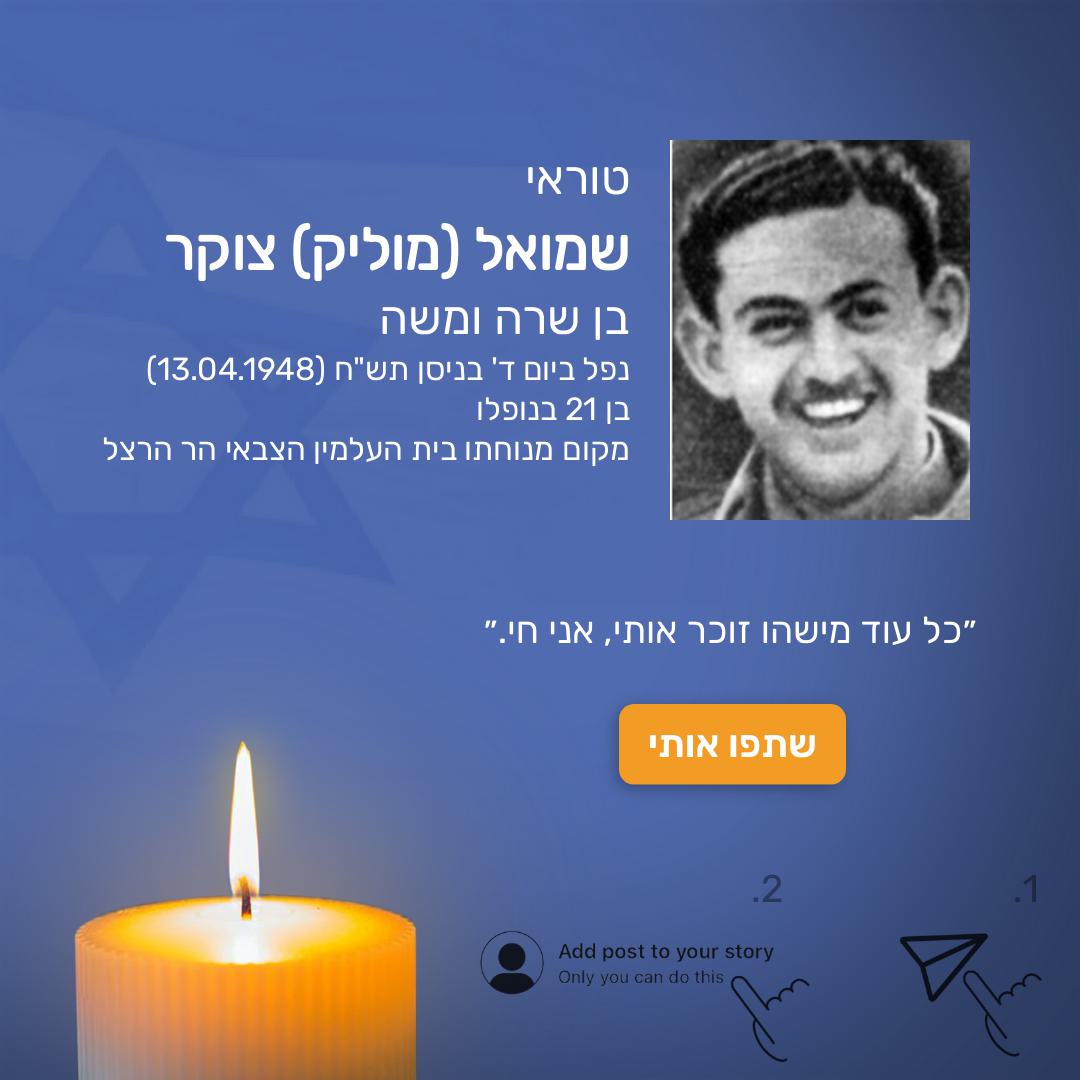 טוראי
שמואל (מוליק) צוקר
בן שרה ומשה
נפל ביום ד' בניסן תש"ח (13.04.1948)
בן 21 בנופלו
מקום מנוחתו בית העלמין הצבאי הר הרצל
״כל עוד מישהו זוכר אותי, אני חי.״
שתפו אותי
1.
2.
Add post to your story
Only you can do this